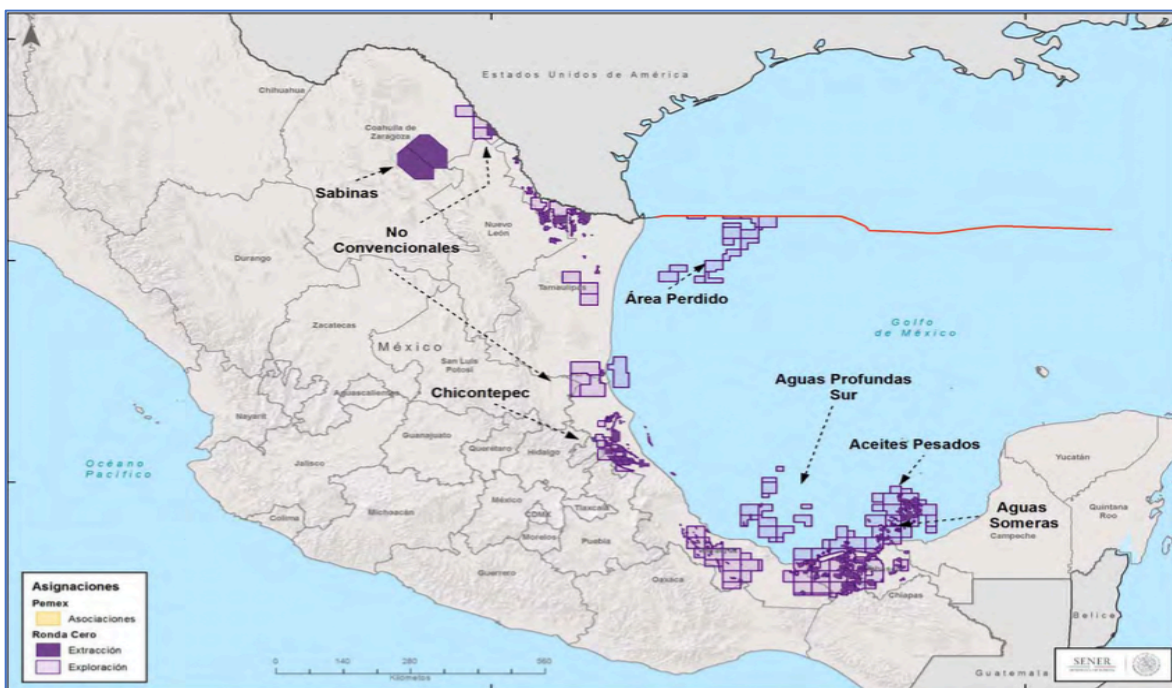 Estados Unidos de América
Chihuahua
Coahuila de
Zaragoza
Sabinas
No
Convencionales
Nuevo
León
Durango
Tamaulipas
Área Perdido
Golfo
de México
Zacatecas
México
San Luis
Potosí
Chicontepec
Aguascalientes
Nayarit
Aguas Profundas
Sur
Aceites Pesados
Guanajuato
Querétaro
Hidalgo
Océano
Pacífico
Jalisco
Yucatán
Quintana
Roo
Aguas
Someras
Campeche
México
Tlaxcala
Michoacán
CDMX
Colima
Morelos
Puebla
Guerrero
Oaxaca
Chiapas
Belice
Guatemala
Asignaciones
Pemex
Asociaciones
Ronda Cero
Extracción
Exploración
0 140 280 560
Kilómetros
SENER